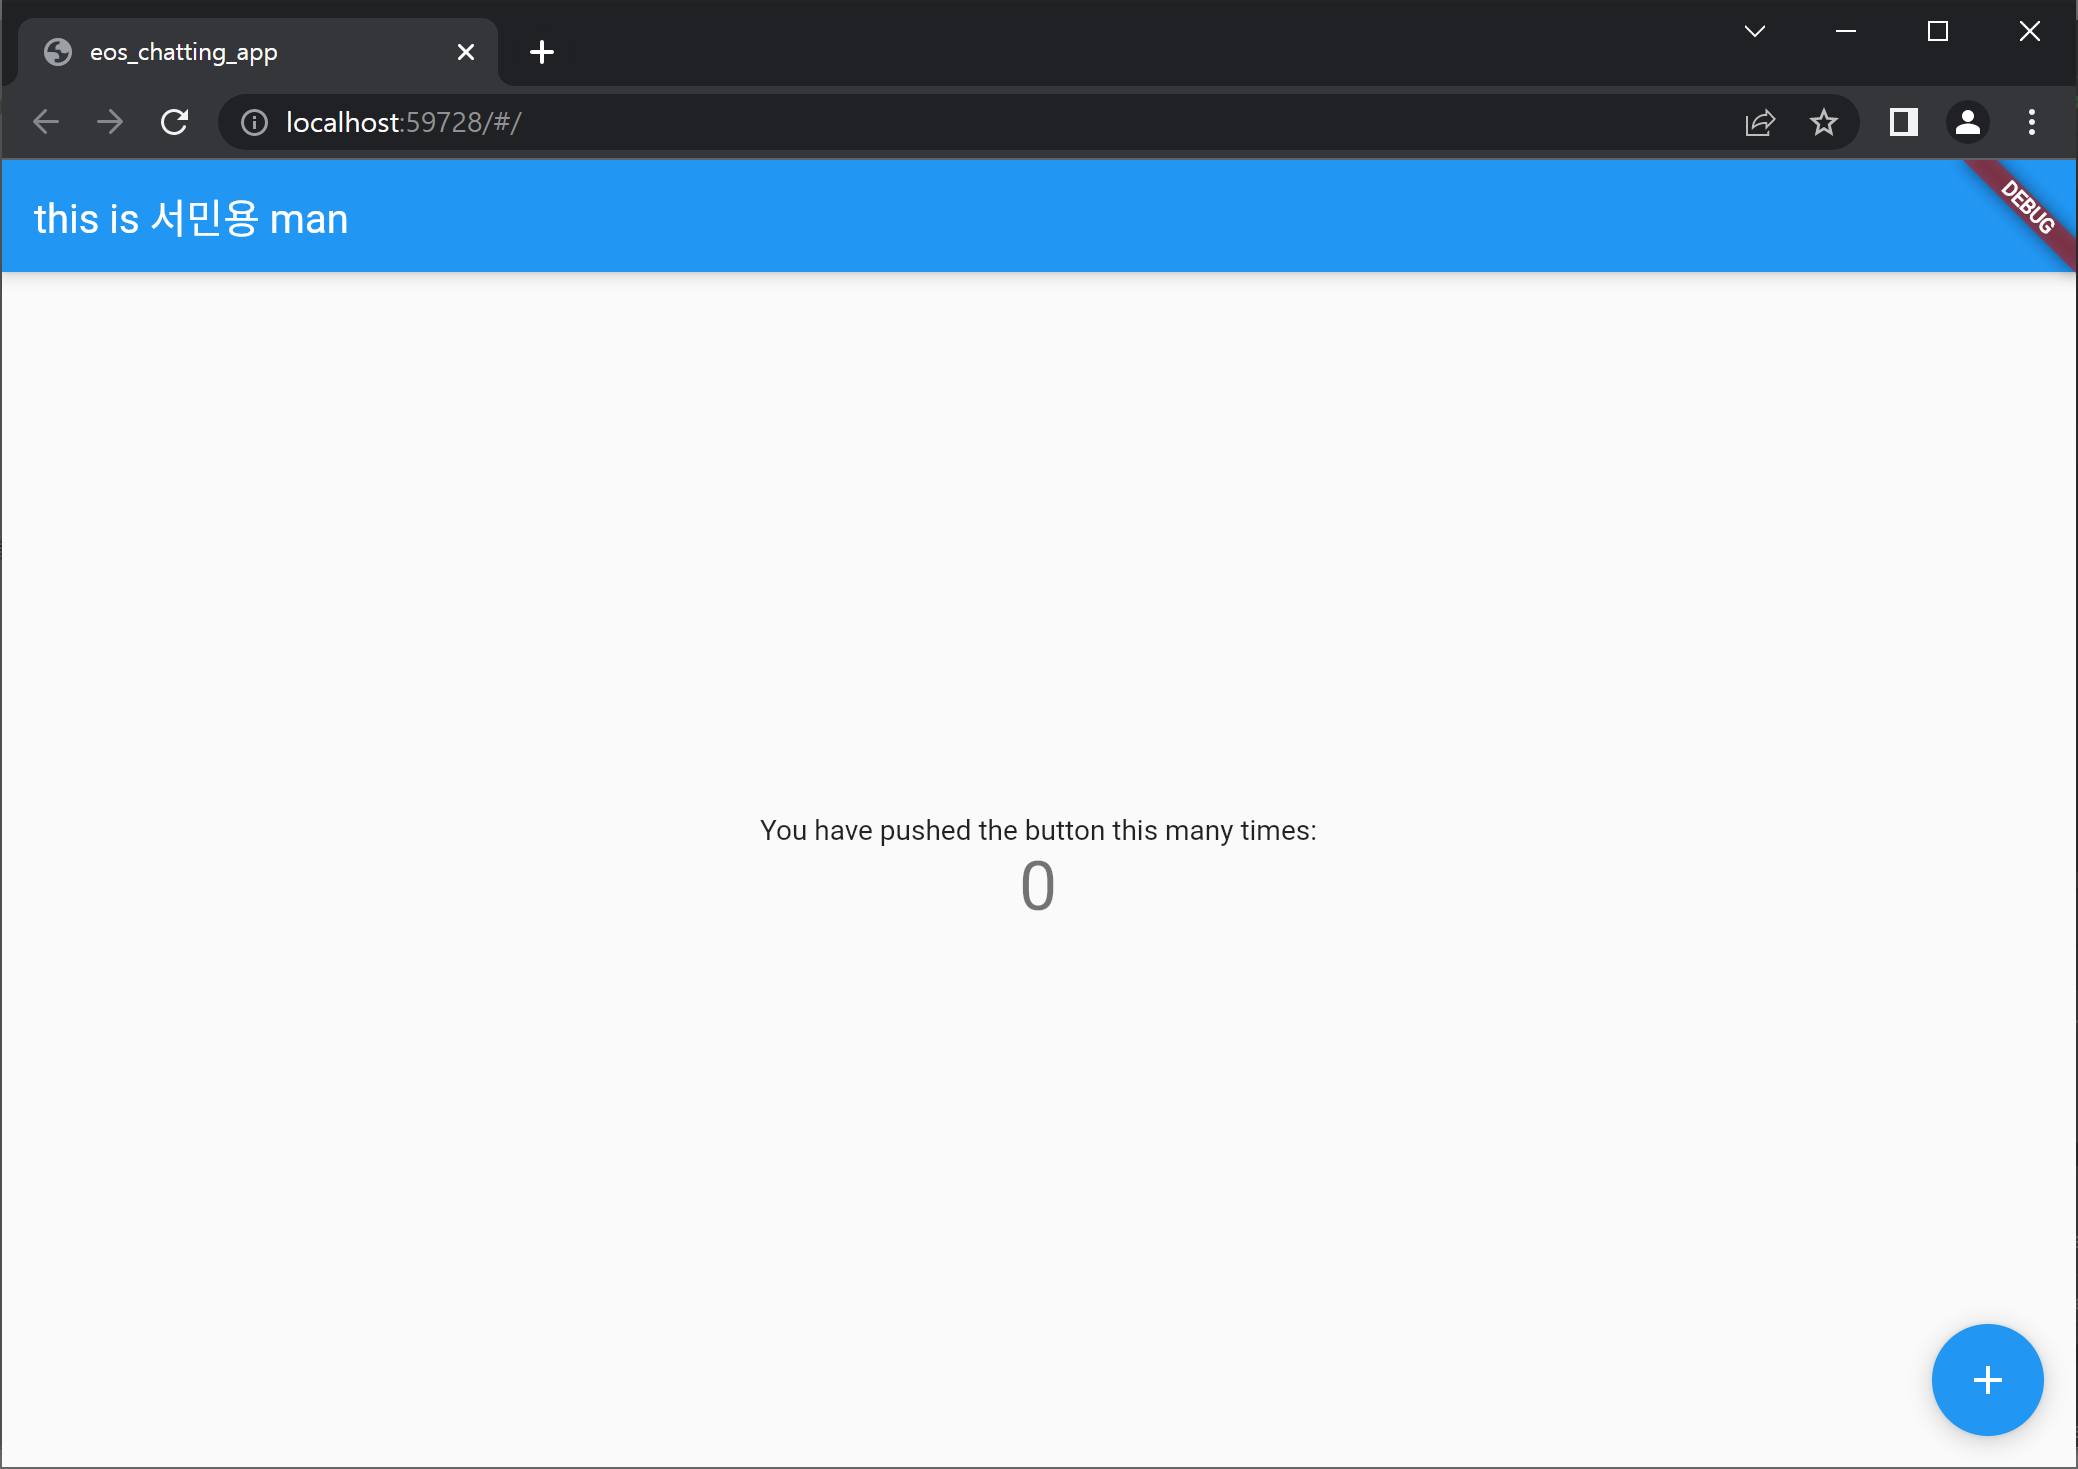 eos_chatting_app
localhost:59728/#/
this is 서민용 man
DEBUG
You have pushed the button this many times:
0